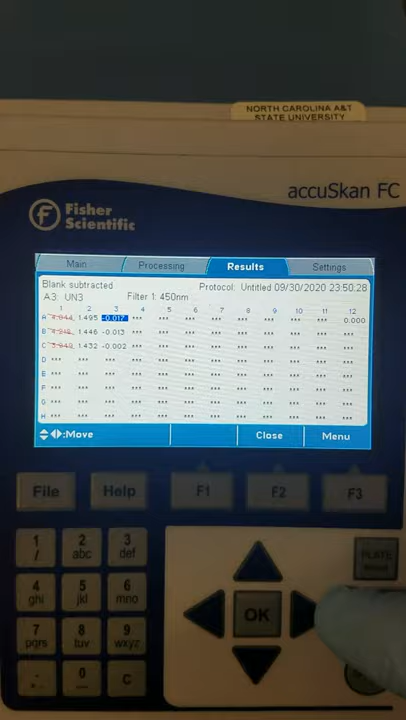 NORTH CAROLINA A&T
STATE UNIVERSITY
accuSkan FC
Fisher
Scientific
Main Processing Results Settings
Blank subtracted Protocol: Untitled 09/30/2020 23:50:28
A3: UN3 Filter 1: 450nm
1 2 3 4 5 6 7 8 9 10 11 12
A 4.044 1.495 -0.017 *** *** *** *** *** *** *** *** 0.000
B 1.446 -0.013 *** *** *** *** *** *** *** *** ***
C 1.432 -0.002 *** *** *** *** *** *** *** *** ***
D *** *** *** *** *** *** *** *** *** *** *** ***
E *** *** *** *** *** *** *** *** *** *** *** ***
F *** *** *** *** *** *** *** *** *** *** *** ***
G *** *** *** *** *** *** *** *** *** *** *** ***
H *** *** *** *** *** *** *** *** *** *** *** ***
:Move Close Menu
File Help F1 F2 F3
1 2 3
/ abc def
PLATE
4 5 6
ghi jkl mno
OK
7 8 9
pqrs tuv wxyz
0 C